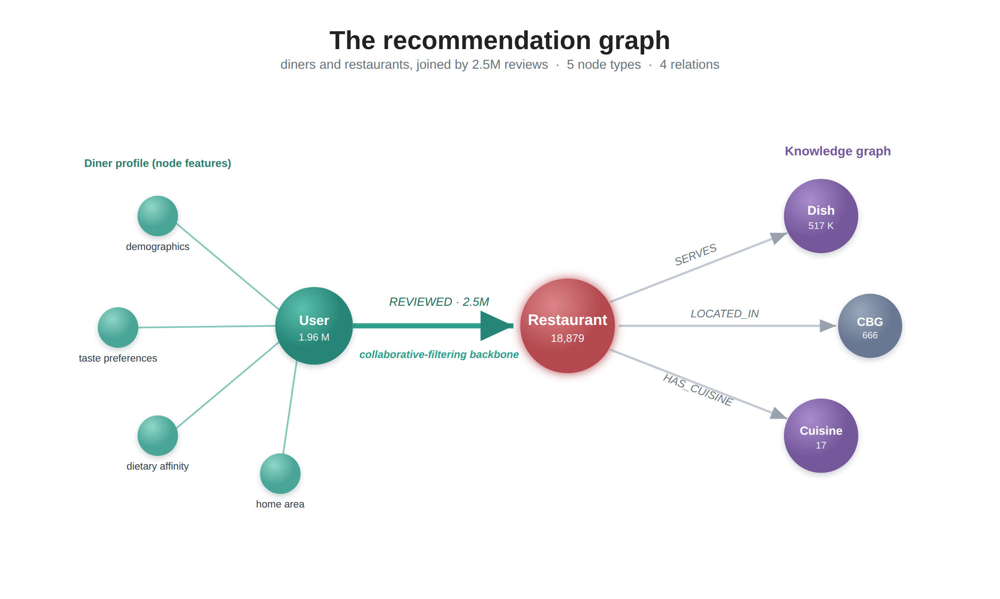 The recommendation graph
diners and restaurants, joined by 2.5M reviews · 5 node types · 4 relations
Diner profile (node features)
demographics
taste preferences
dietary affinity
home area
User
1.96 M
REVIEWED · 2.5M
collaborative-filtering backbone
Restaurant
18,879
SERVES
LOCATED_IN
HAS_CUISINE
Knowledge graph
Dish
517 K
CBG
666
Cuisine
17